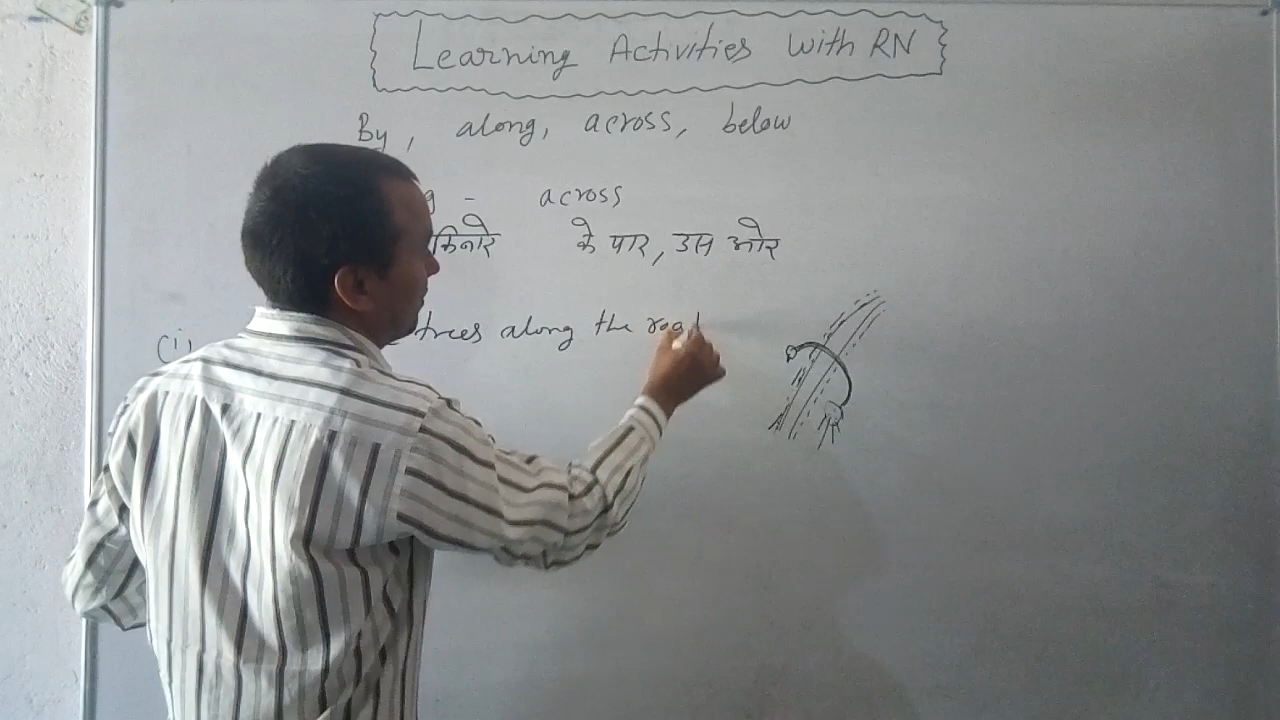 Learning Activities With RN
By, along, across, below
- across
किनारे के पार, उस ओर
(i) trees along the road